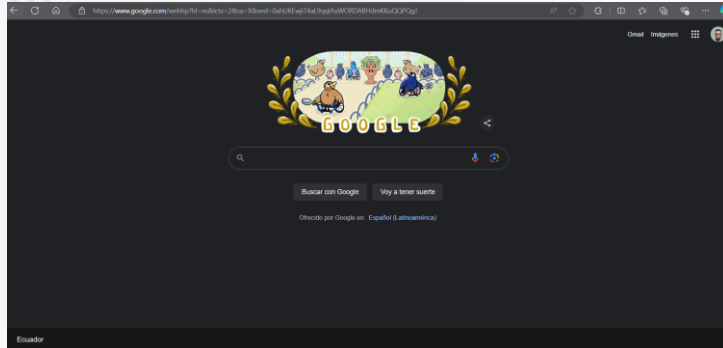 Gmail Imágenes
GOOGLE
Buscar con Google Voy a tener suerte
Ofrecido por Google en: Español (Latinoamérica)
Ecuador